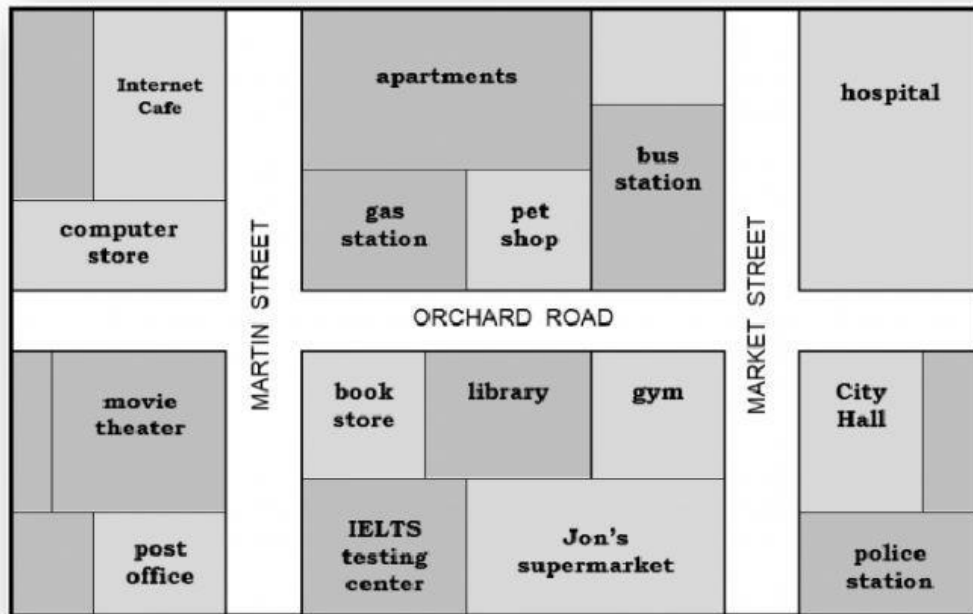 Internet
Cafe
apartments
hospital
bus
station
computer
store
gas
station
pet
shop
MARTIN STREET
ORCHARD ROAD
MARKET STREET
movie
theater
book
store
library
gym
City
Hall
post
office
IELTS
testing
center
Jon's
supermarket
police
station